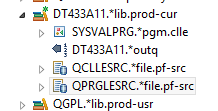 DT433A11.*lib.prod-cur
SYSVALPRG.*pgm.clle
DT433A11.*outq
QCLLESRC.*file.pf-src
QPRGLESRC.*file.pf-src
QGPL.*lib.prod-usr